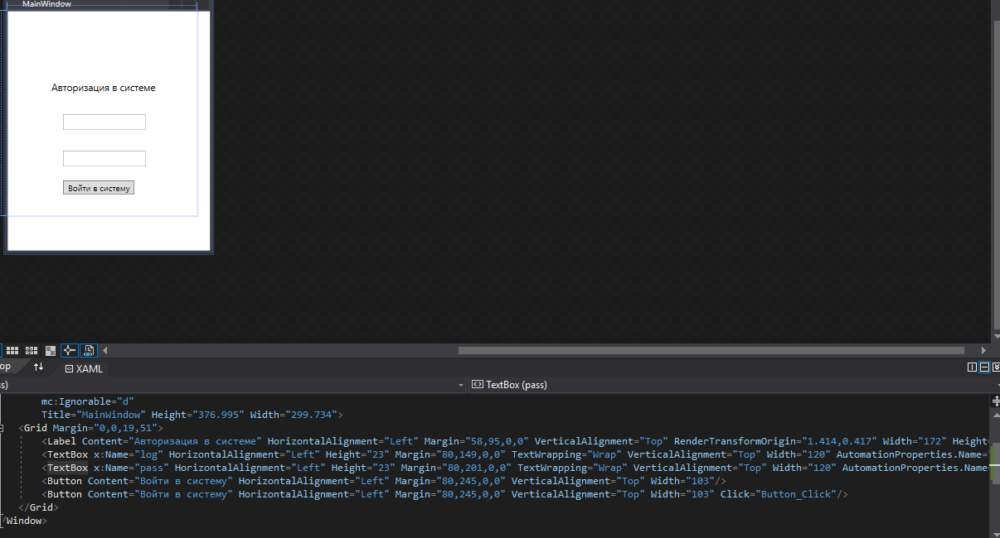 MainWindow
Авторизация в системе
Войти в систему
XAML
TextBox (pass)
mc:Ignorable="d"
Title="MainWindow" Height="376.995" Width="299.734">
<Grid Margin="0,0,19,51">
<Label Content="Авторизация в системе" HorizontalAlignment="Left" Margin="58,95,0,0" VerticalAlignment="Top" RenderTransformOrigin="1.414,0.417" Width="172" Height=
<TextBox x:Name="log" HorizontalAlignment="Left" Height="23" Margin="80,149,0,0" TextWrapping="Wrap" VerticalAlignment="Top" Width="120" AutomationProperties.Name=
<TextBox x:Name="pass" HorizontalAlignment="Left" Height="23" Margin="80,201,0,0" TextWrapping="Wrap" VerticalAlignment="Top" Width="120" AutomationProperties.Name
<Button Content="Войти в систему" HorizontalAlignment="Left" Margin="80,245,0,0" VerticalAlignment="Top" Width="103"/>
<Button Content="Войти в систему" HorizontalAlignment="Left" Margin="80,245,0,0" VerticalAlignment="Top" Width="103" Click="Button_Click"/>
</Grid>
/Window>